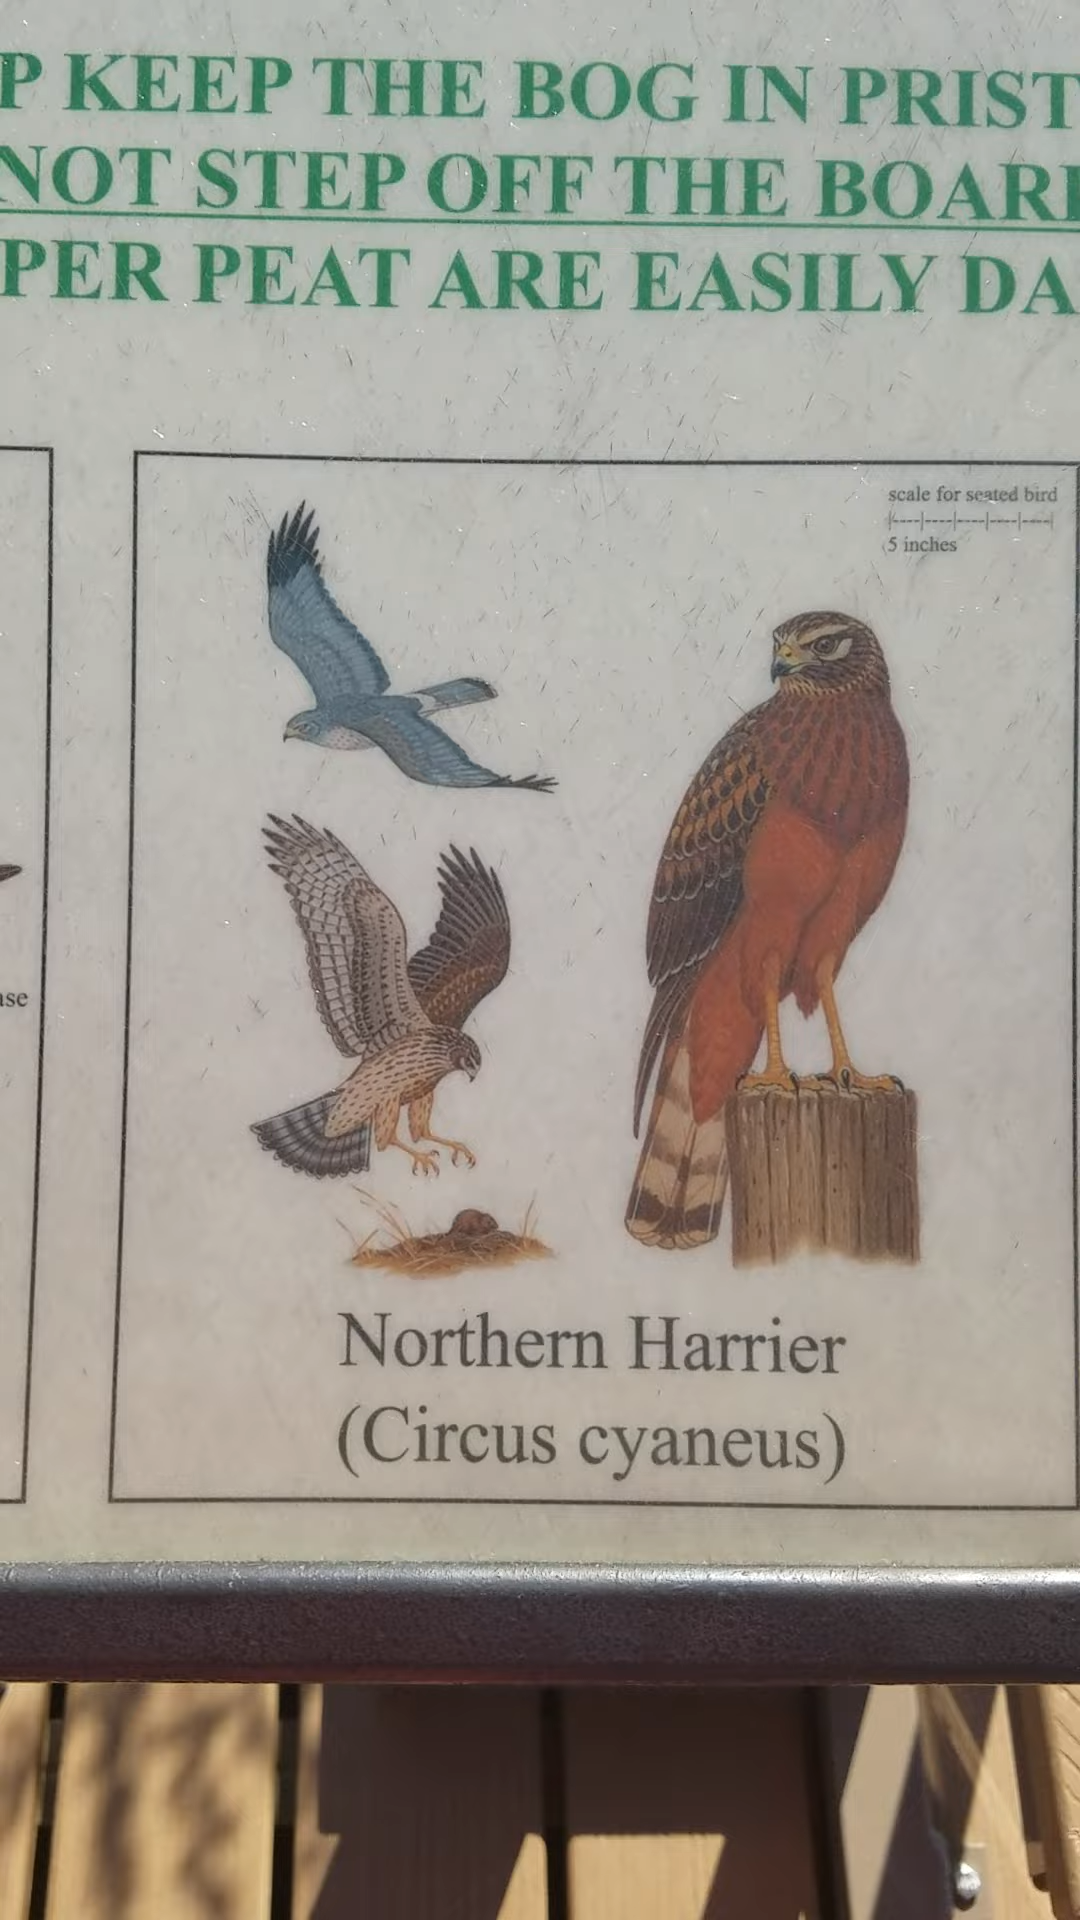 P KEEP THE BOG IN PRIST
NOT STEP OFF THE BOAR
PER PEAT ARE EASILY DA
scale for seated bird
|----|----|----|----|----|
5 inches
ase
Northern Harrier
(Circus cyaneus)